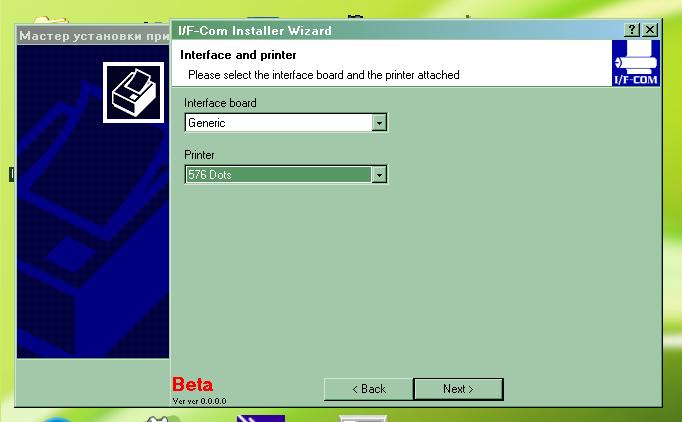 Мастер установки при
I/F-Com Installer Wizard
Interface and printer
Please select the interface board and the printer attached
I/F-COM
Interface board
Generic
Printer
576 Dots
Beta
Ver ver 0.0.0.0
< Back
Next >